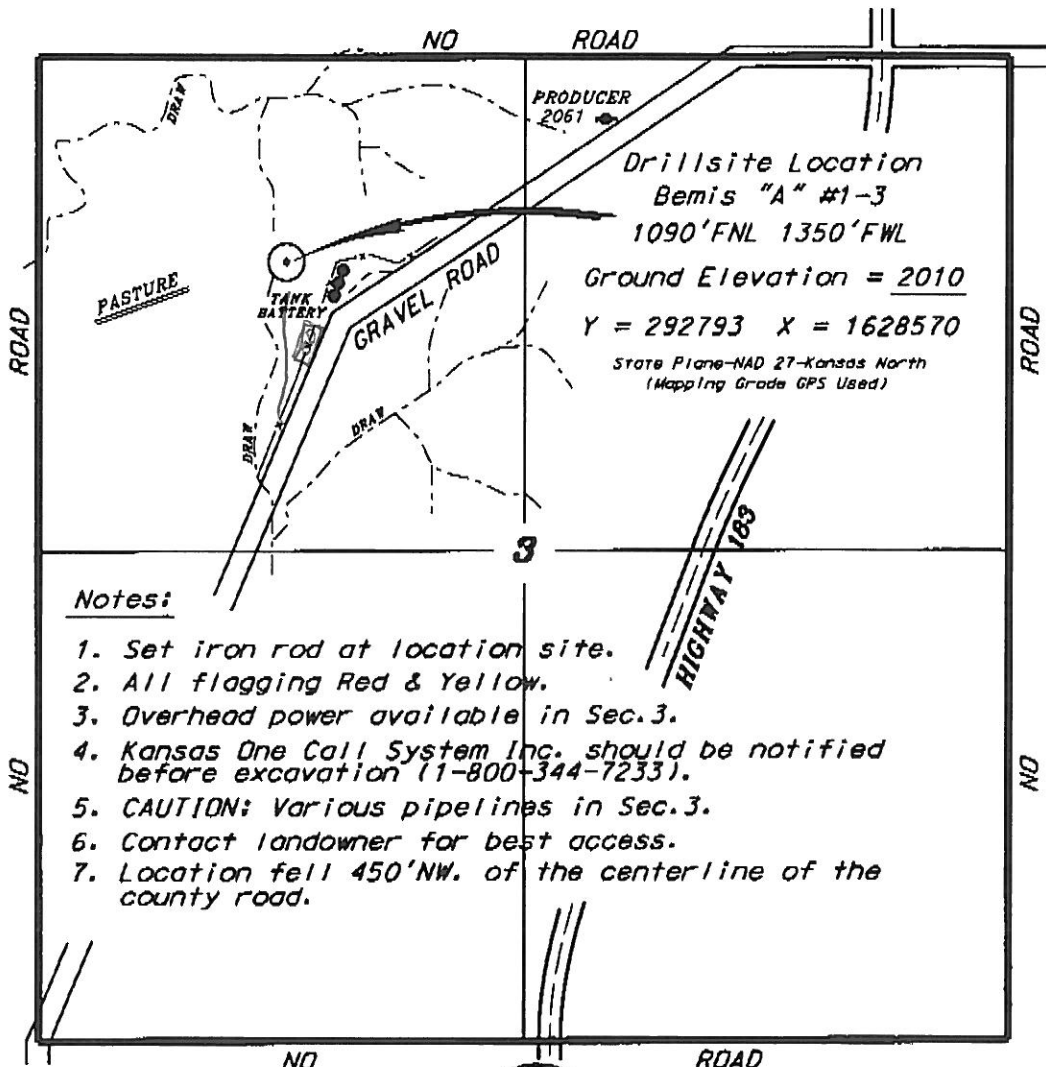 NO ROAD
DRAW
PRODUCER
2061
Drillsite Location
Bemis "A" #1-3
1090'FNL 1350'FWL
Ground Elevation = 2010
Y = 292793 X = 1628570
State Plane-NAD 27-Kansas North
(Mapping Grade GPS Used)
PASTURE
TANK
BATTERY
GRAVEL ROAD
ROAD
ROAD
DRAW
DRAW
3
HIGHWAY 183
Notes:
1. Set iron rod at location site.
2. All flagging Red & Yellow.
3. Overhead power available in Sec.3.
4. Kansas One Call System Inc. should be notified
before excavation (1-800-344-7233).
5. CAUTION: Various pipelines in Sec.3.
6. Contact landowner for best access.
7. Location fell 450'NW. of the centerline of the
county road.
NO
NO
NO ROAD